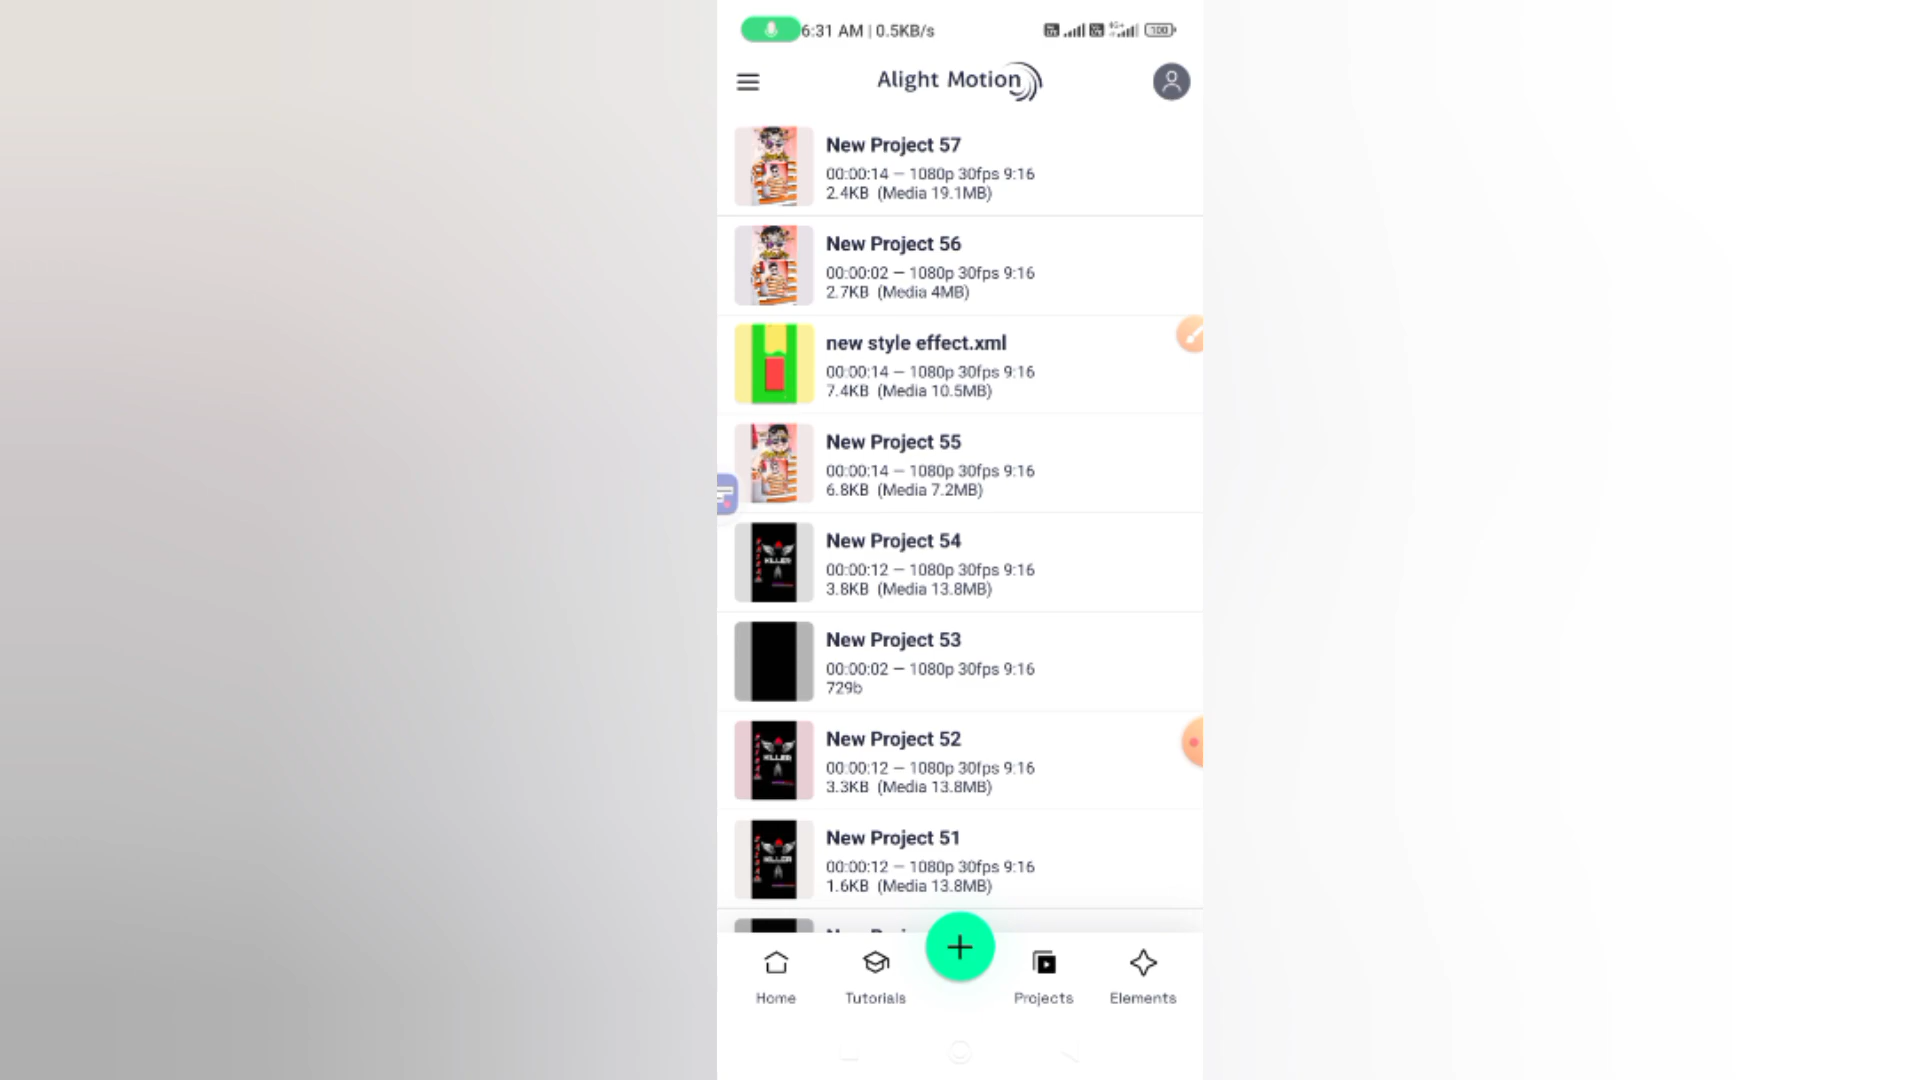 6:31 AM | 0.5KB/s
100
Alight Motion
New Project 57
00:00:14 — 1080p 30fps 9:16
2.4KB (Media 19.1MB)
New Project 56
00:00:02 — 1080p 30fps 9:16
2.7KB (Media 4MB)
new style effect.xml
00:00:14 — 1080p 30fps 9:16
7.4KB (Media 10.5MB)
New Project 55
00:00:14 — 1080p 30fps 9:16
6.8KB (Media 7.2MB)
New Project 54
00:00:12 — 1080p 30fps 9:16
3.8KB (Media 13.8MB)
KILLER
New Project 53
00:00:02 — 1080p 30fps 9:16
729b
New Project 52
00:00:12 — 1080p 30fps 9:16
3.3KB (Media 13.8MB)
KILLER
New Project 51
00:00:12 — 1080p 30fps 9:16
1.6KB (Media 13.8MB)
KILLER
Home
Tutorials
Projects
Elements